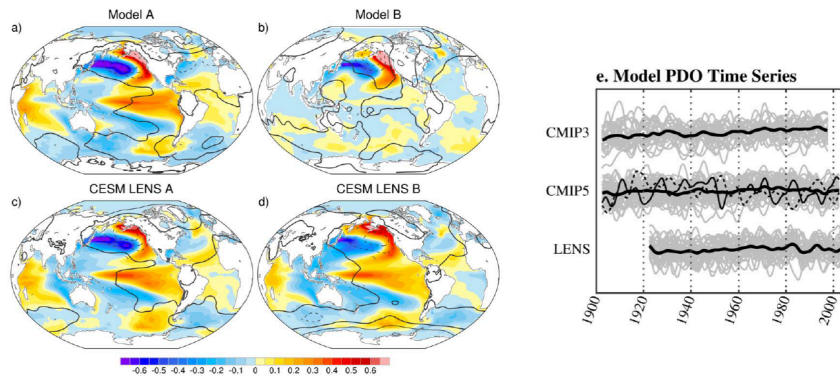 Model A
Model B
a)
b)
CESM LENS A
CESM LENS B
c)
d)
-0.6 -0.5 -0.4 -0.3 -0.2 -0.1 0 0.1 0.2 0.3 0.4 0.5 0.6
e. Model PDO Time Series
CMIP3
CMIP5
LENS
1900 1920 1940 1960 1980 2000